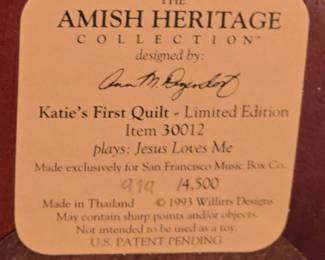 THE
AMISH HERITAGE
COLLECTION™
designed by:
Katie's First Quilt - Limited Edition
Item 30012
plays: Jesus Loves Me
Made exclusively for San Francisco Music Box Co.
919 /4,500
Made in Thailand © 1993 Willitts Designs
May contain sharp points and/or objects.
Not intended to be used as a toy.
U.S. PATENT PENDING